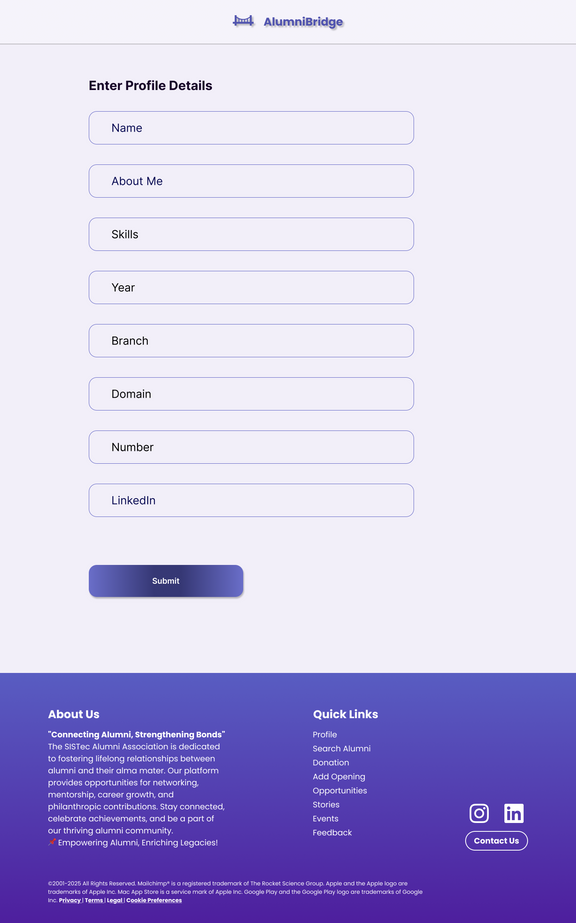 AlumniBridge
Enter Profile Details
Name
About Me
Skills
Year
Branch
Domain
Number
LinkedIn
Submit
About Us
"Connecting Alumni, Strengthening Bonds"
The SISTec Alumni Association is dedicated
to fostering lifelong relationships between
alumni and their alma mater. Our platform
provides opportunities for networking,
mentorship, career growth, and
philanthropic contributions. Stay connected,
celebrate achievements, and be a part of
our thriving alumni community.
🚀 Empowering Alumni, Enriching Legacies!
Quick Links
Profile
Search Alumni
Donation
Add Opening
Opportunities
Stories
Events
Feedback
in
Contact Us
©2001-2025 All Rights Reserved. Mailchimp® is a registered trademark of The Rocket Science Group. Apple and the Apple logo are
trademarks of Apple Inc. Mac App Store is a service mark of Apple Inc. Google Play and the Google Play logo are trademarks of Google
Inc. Privacy | Terms | Legal | Cookie Preferences